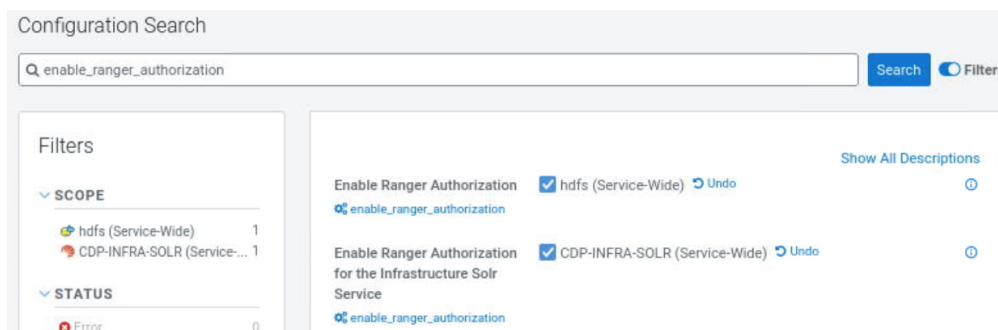 Configuration Search
enable_ranger_authorization
Search
Filter
Filters
SCOPE
hdfs (Service-Wide) 1
CDP-INFRA-SOLR (Service-... 1
STATUS
Error 0
Show All Descriptions
Enable Ranger Authorization
enable_ranger_authorization
hdfs (Service-Wide) Undo
Enable Ranger Authorization
for the Infrastructure Solr
Service
enable_ranger_authorization
CDP-INFRA-SOLR (Service-Wide) Undo